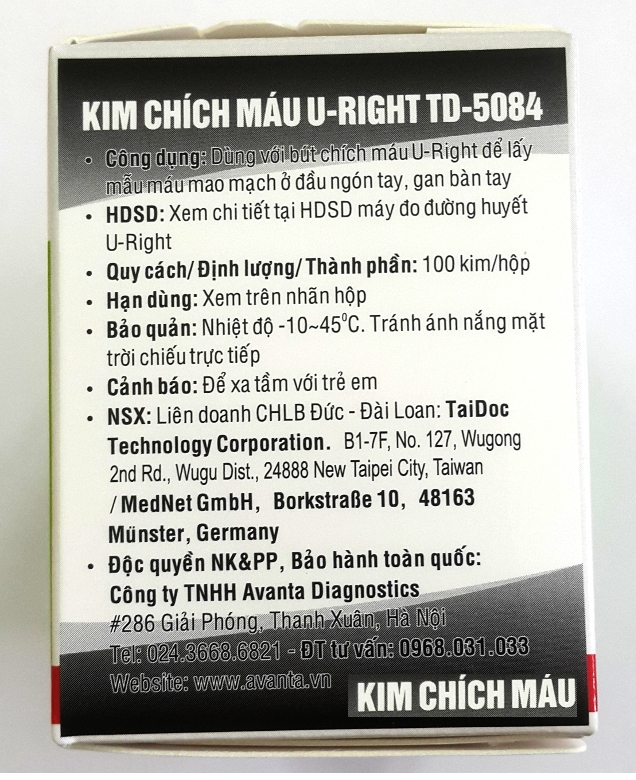 KIM CHÍCH MÁU U-RIGHT TD-5084
• Công dụng: Dùng với bút chích máu U-Right để lấy
mẫu máu mao mạch ở đầu ngón tay, gan bàn tay
• HDSD: Xem chi tiết tại HDSD máy đo đường huyết
U-Right
• Quy cách/ Định lượng/ Thành phần: 100 kim/hộp
• Hạn dùng: Xem trên nhãn hộp
• Bảo quản: Nhiệt độ -10~45⁰C. Tránh ánh nắng mặt
trời chiếu trực tiếp
• Cảnh báo: Để xa tầm với trẻ em
• NSX: Liên doanh CHLB Đức - Đài Loan: TaiDoc
Technology Corporation. B1-7F, No. 127, Wugong
2nd Rd., Wugu Dist., 24888 New Taipei City, Taiwan
/ MedNet GmbH, Borkstraße 10, 48163
Münster, Germany
• Độc quyền NK&PP, Bảo hành toàn quốc:
Công ty TNHH Avanta Diagnostics
#286 Giải Phóng, Thanh Xuân, Hà Nội
Tel: 024.3668.6821 - ĐT tư vấn: 0968.031.033
Website: www.avanta.vn
KIM CHÍCH MÁU